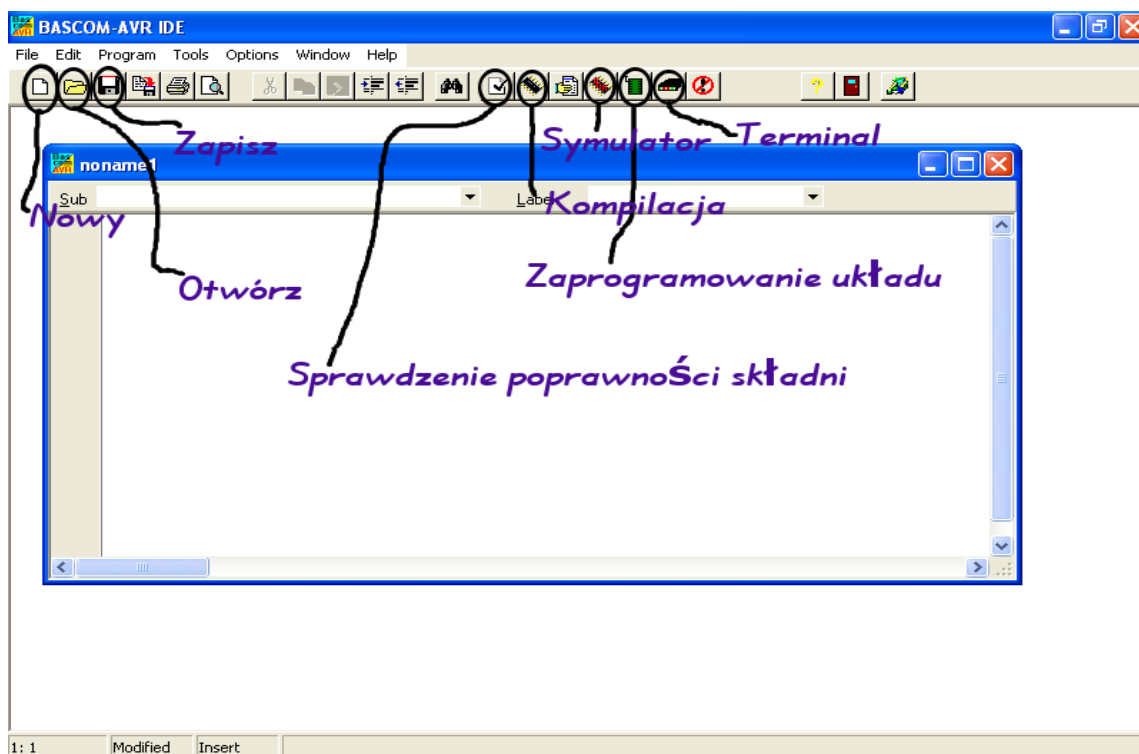 BASCOM-AVR IDE
File Edit Program Tools Options Window Help
Zapisz
Symulator
Terminal
noname1
Sub
Label
Kompilacja
Nowy
Otwórz
Zaprogramowanie układu
Sprawdzenie poprawności składni
1: 1 Modified Insert